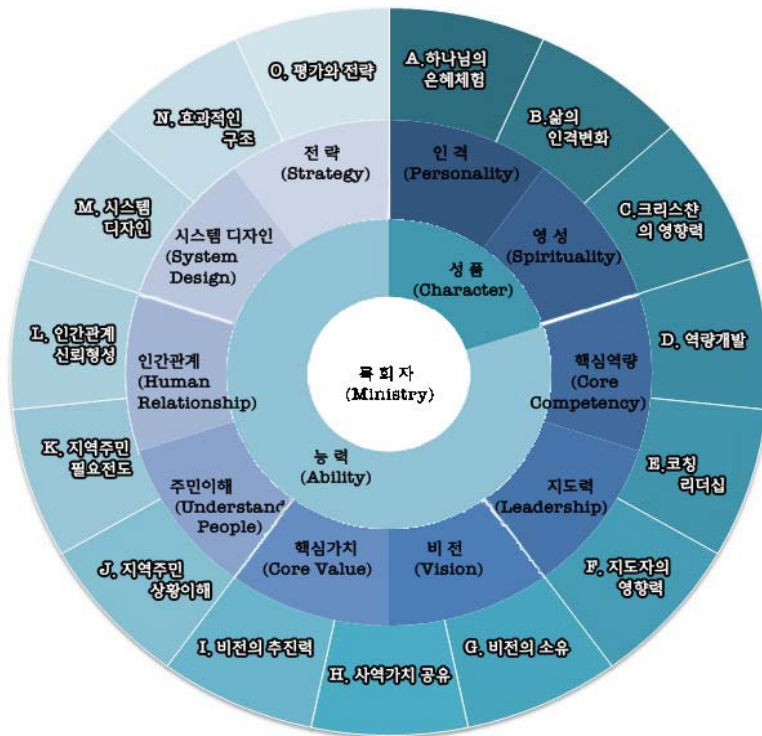 A.하나님의
은혜체험
B.삶의
인격변화
C.크리스챤
의 영향력
D. 역량개발
E.코칭
리더십
F. 지도자의
영향력
G. 비전의 소유
H. 사역가치 공유
I. 비전의 추진력
J. 지역주민
상황이해
K. 지역주민
필요전도
L. 인간관계
신뢰형성
M. 시스템
디자인
N. 효과적인
구조
O. 평가와 전략
인 격
(Personality)
영 성
(Spirituality)
핵심역량
(Core
Competency)
지도력
(Leadership)
비 전
(Vision)
핵심가치
(Core Value)
주민이해
(Understand
People)
인간관계
(Human
Relationship)
시스템 디자인
(System
Design)
전 략
(Strategy)
성 품
(Character)
능 력
(Ability)
목 회 자
(Ministry)